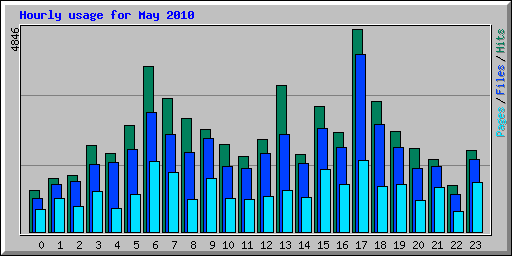 Hourly usage for May 2010
4846
Pages/Files/Hits
0 1 2 3 4 5 6 7 8 9 10 11 12 13 14 15 16 17 18 19 20 21 22 23